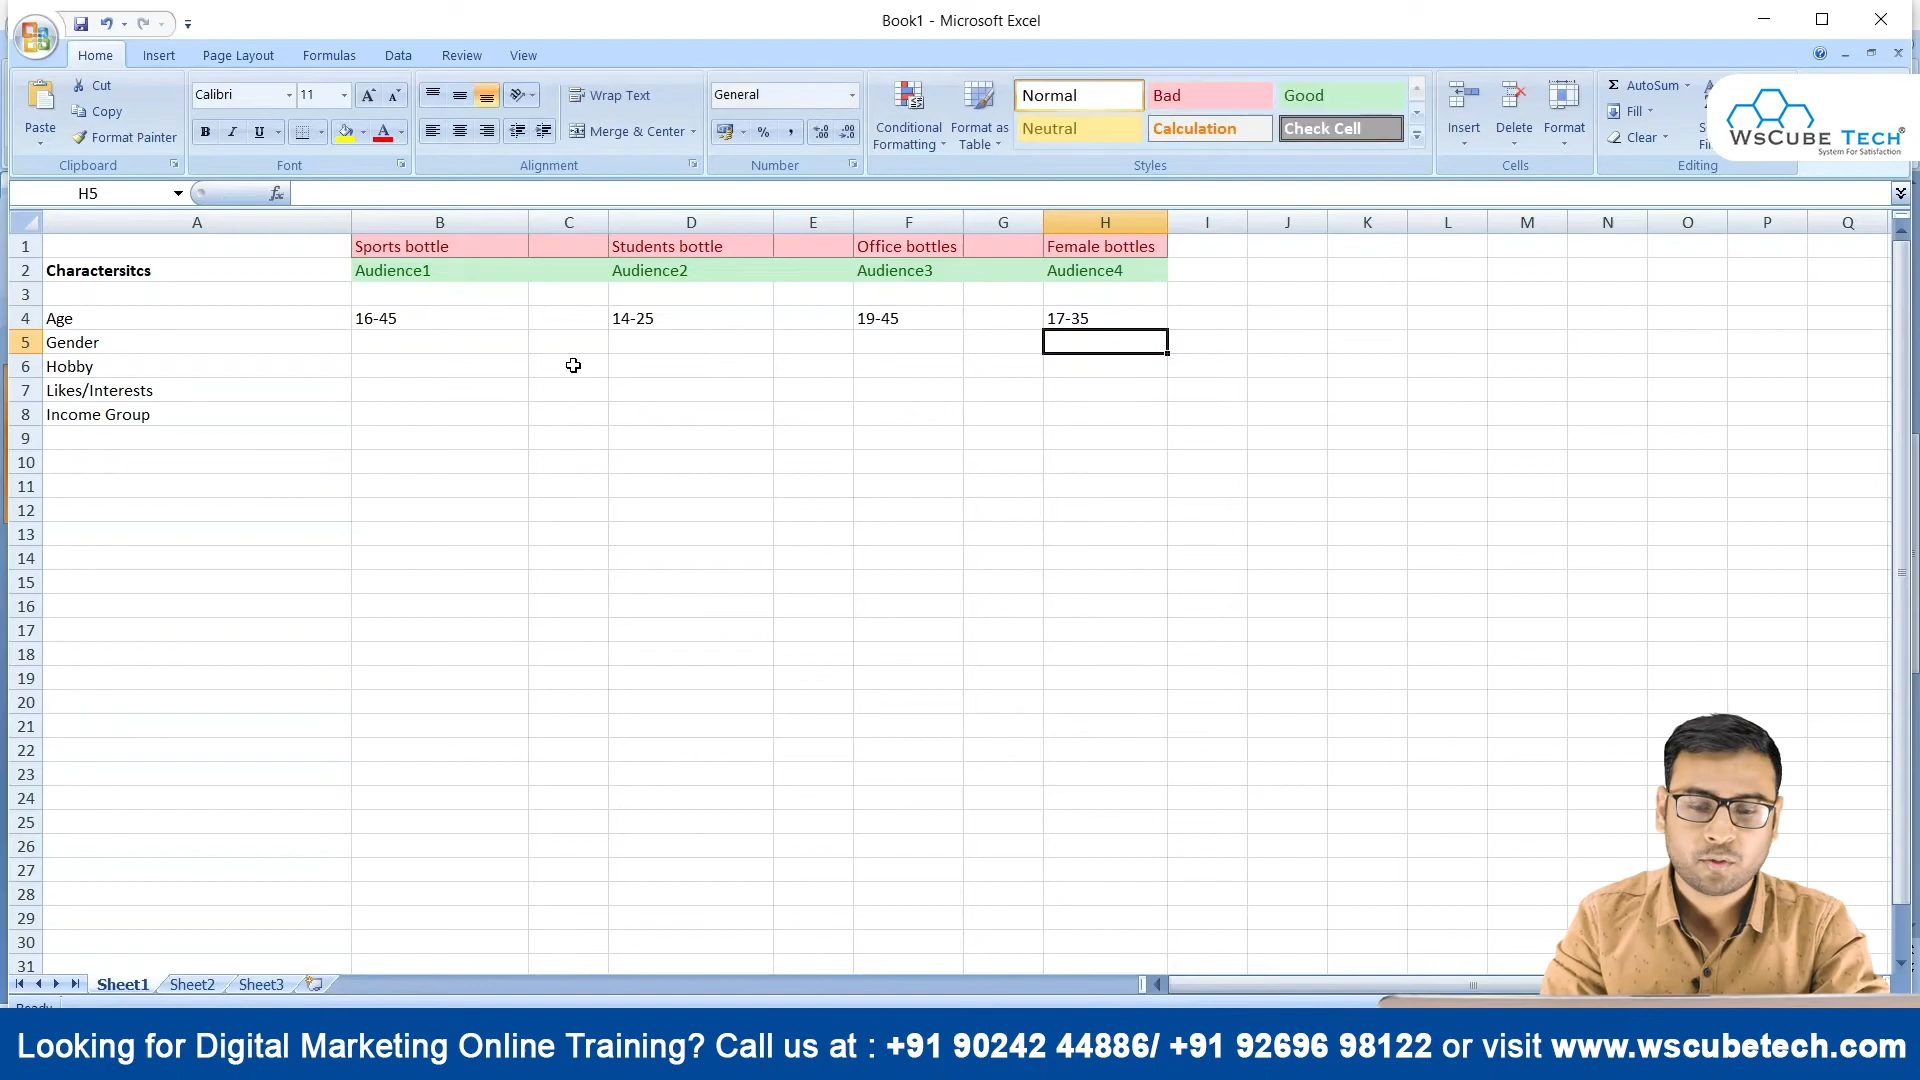 Book1 - Microsoft Excel
Home Insert Page Layout Formulas Data Review View
Paste Cut Copy Format Painter Clipboard
Calibri 11 B I U Font
Wrap Text Merge & Center Alignment
General % , Number
Conditional Formatting Format as Table
Normal Bad Good
Neutral Calculation Check Cell
Styles
Insert Delete Format Cells
Σ AutoSum Fill Clear Editing
WsCube Tech®
System For Satisfaction
H5 fx
A B C D E F G H I J K L M N O P Q
1 Sports bottle Students bottle Office bottles Female bottles
2 Charactersitcs Audience1 Audience2 Audience3 Audience4
3
4 Age 16-45 14-25 19-45 17-35
5 Gender
6 Hobby
7 Likes/Interests
8 Income Group
9
10
11
12
13
14
15
16
17
18
19
20
21
22
23
24
25
26
27
28
29
30
31
Sheet1 Sheet2 Sheet3
Looking for Digital Marketing Online Training? Call us at : +91 90242 44886/ +91 92696 98122 or visit www.wscubetech.com